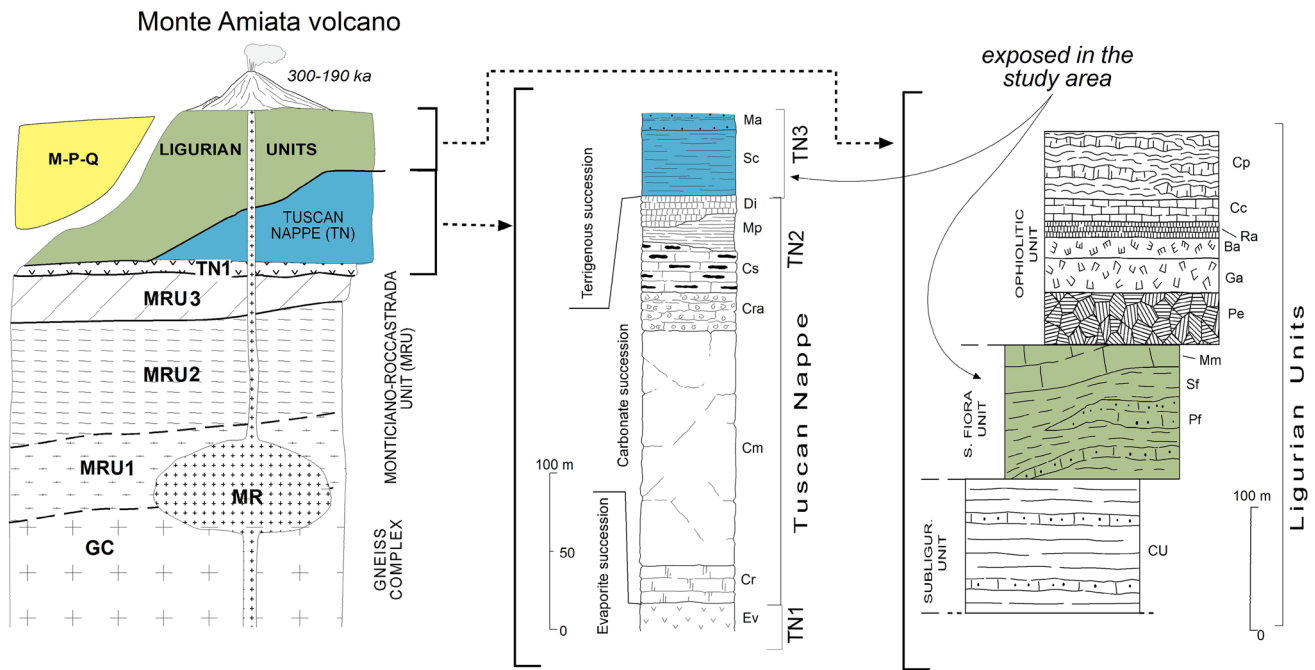 Monte Amiata volcano
300-190 ka
M-P-Q
LIGURIAN UNITS
TUSCAN
NAPPE (TN)
TN1
MRU3
MRU2
MRU1
MR
GC
MONTICIANO-ROCCASTRADA
UNIT (MRU)
GNEISS
COMPLEX
Terrigenous succession
Carbonate succession
Evaporite succession
100 m
50
0
Ma
Sc
Di
Mp
Cs
Cra
Cm
Cr
Ev
TN3
TN2
TN1
Tuscan Nappe
exposed in the
study area
OPHIOLITIC
UNIT
S. FIORA
UNIT
SUBLIGUR.
UNIT
Cp
Cc
Ra
Ba
Ga
Pe
Mm
Sf
Pf
CU
100 m
0
Ligurian Units